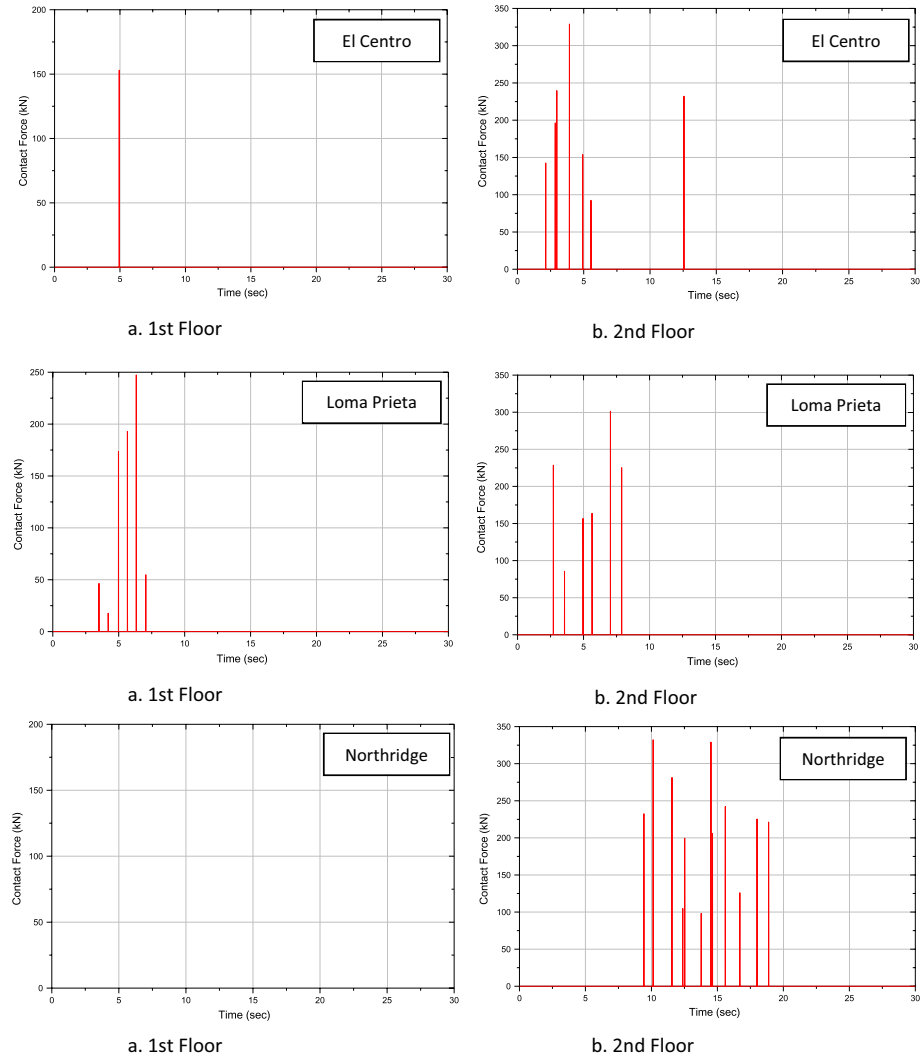 El Centro
Contact Force (kN)
200
150
100
50
0
0 5 10 15 20 25 30
Time (sec)
a. 1st Floor
El Centro
Contact Force (kN)
350
300
250
200
150
100
50
0
0 5 10 15 20 25 30
Time (sec)
b. 2nd Floor
Loma Prieta
Contact Force (kN)
250
200
150
100
50
0
0 5 10 15 20 25 30
Time (sec)
a. 1st Floor
Loma Prieta
Contact Force (kN)
350
300
250
200
150
100
50
0
0 5 10 15 20 25 30
Time (sec)
b. 2nd Floor
Northridge
Contact Force (kN)
200
150
100
50
0
0 5 10 15 20 25 30
Time (sec)
a. 1st Floor
Northridge
Contact Force (kN)
350
300
250
200
150
100
50
0
0 5 10 15 20 25 30
Time (sec)
b. 2nd Floor